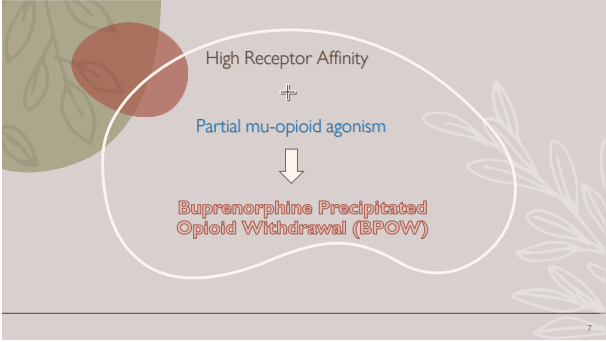 High Receptor Affinity
+
Partial mu-opioid agonism
Buprenorphine Precipitated
Opioid Withdrawal (BPOW)
7